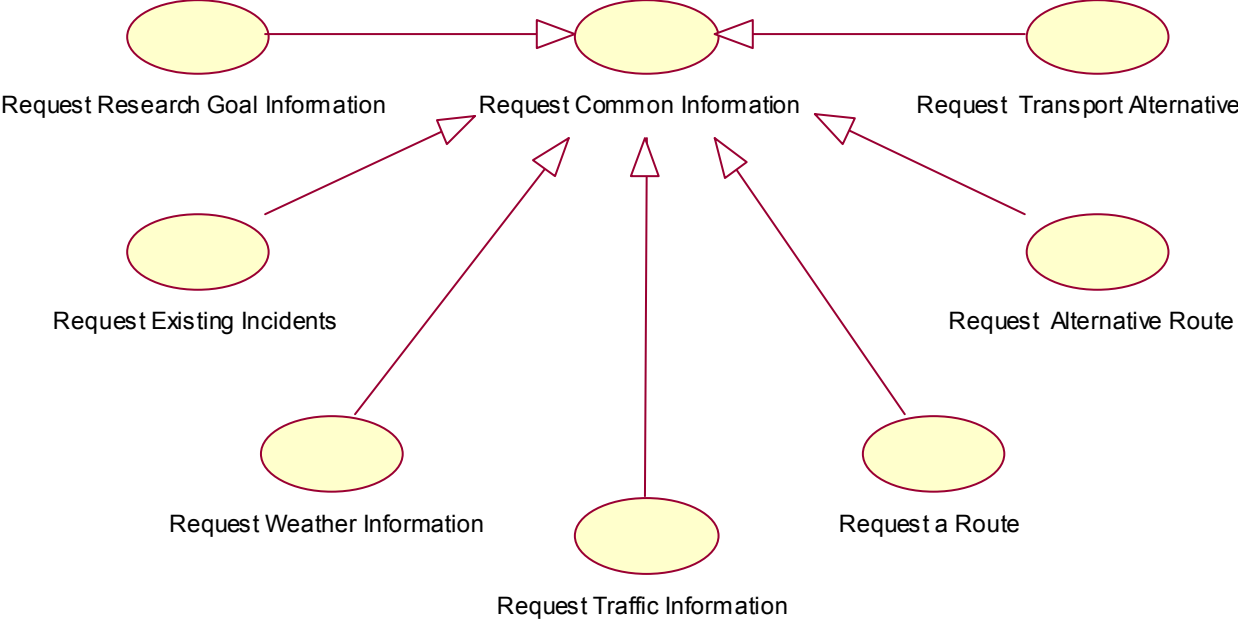 Request Research Goal Information
Request Common Information
Request Transport Alternative
Request Existing Incidents
Request Alternative Route
Request Weather Information
Request a Route
Request Traffic Information